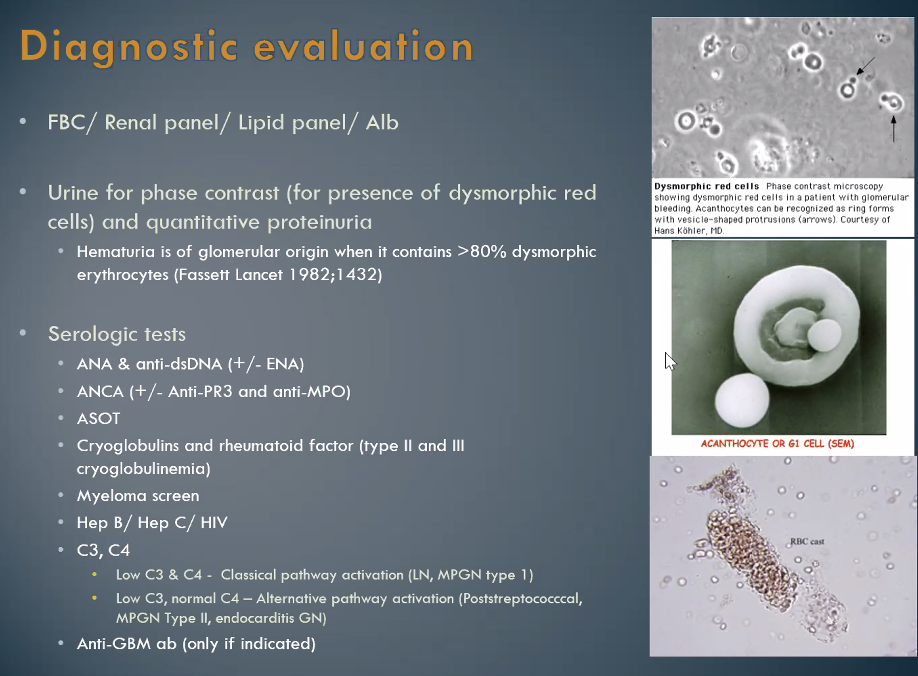 Diagnostic evaluation
• FBC/ Renal panel/ Lipid panel/ Alb
• Urine for phase contrast (for presence of dysmorphic red
cells) and quantitative proteinuria
• Hematuria is of glomerular origin when it contains >80% dysmorphic
erythrocytes (Fassett Lancet 1982;1432)
• Serologic tests
• ANA & anti-dsDNA (+/- ENA)
• ANCA (+/- Anti-PR3 and anti-MPO)
• ASOT
• Cryoglobulins and rheumatoid factor (type II and III
cryoglobulinemia)
• Myeloma screen
• Hep B/ Hep C/ HIV
• C3, C4
• Low C3 & C4 - Classical pathway activation (LN, MPGN type 1)
• Low C3, normal C4 – Alternative pathway activation (Poststreptococccal,
MPGN Type II, endocarditis GN)
• Anti-GBM ab (only if indicated)
Dysmorphic red cells Phase contrast microscopy
showing dysmorphic red cells in a patient with glomerular
bleeding. Acanthocytes can be recognized as ring forms
with vesicle-shaped protrusions (arrows). Courtesy of
Hans Köhler, MD.
ACANTHOCYTE OR G1 CELL (SEM)
RBC cast